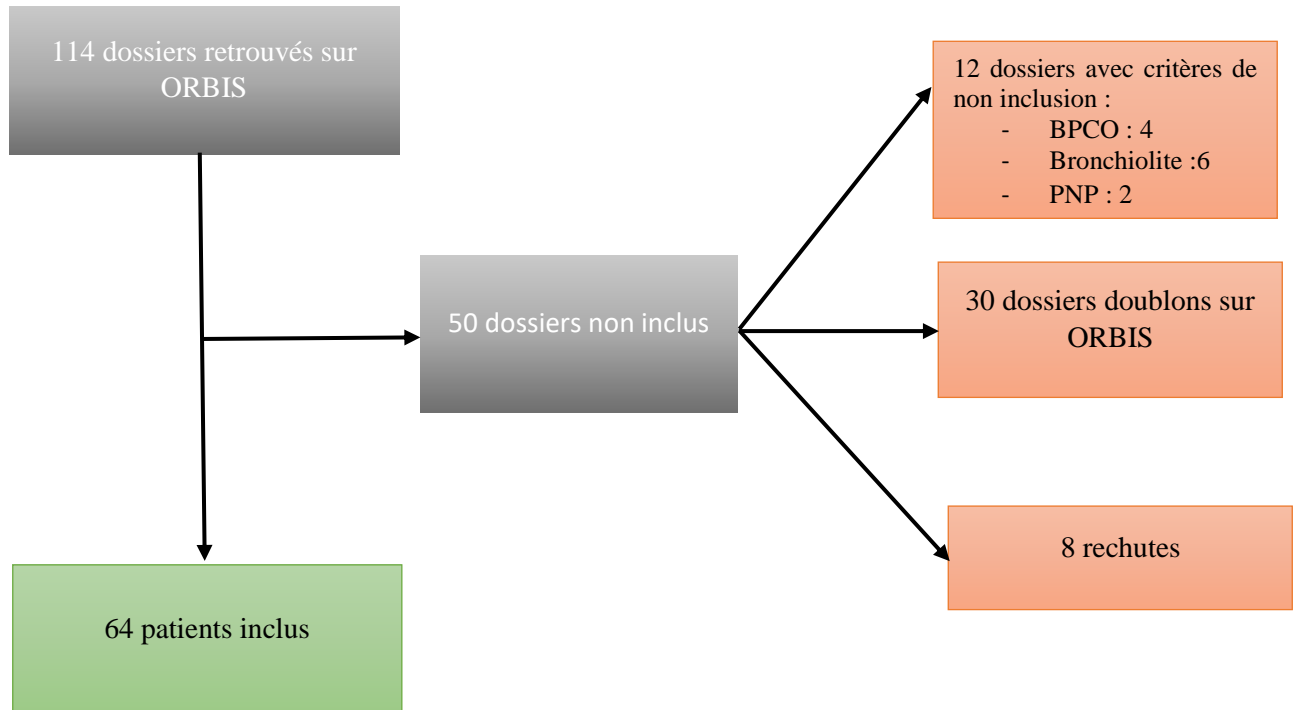 114 dossiers retrouvés sur
ORBIS
12 dossiers avec critères de
non inclusion :
- BPCO : 4
- Bronchiolite :6
- PNP : 2
50 dossiers non inclus
30 dossiers doublons sur
ORBIS
8 rechutes
64 patients inclus